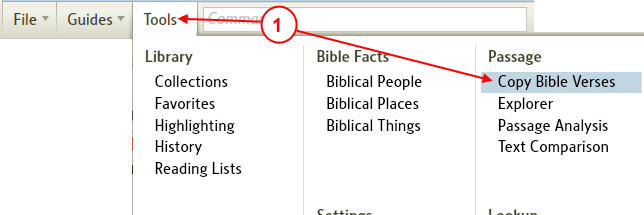 File Guides Tools Comma
1
Library Bible Facts Passage
Collections Biblical People Copy Bible Verses
Favorites Biblical Places Explorer
Highlighting Biblical Things Passage Analysis
History Text Comparison
Reading Lists
Settings Lookup